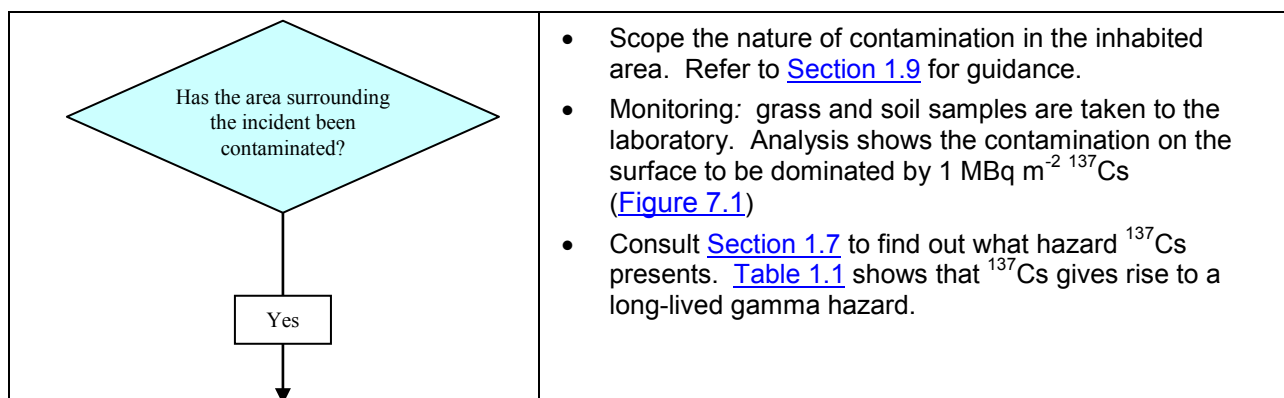 Has the area surrounding
the incident been
contaminated?
Yes
• Scope the nature of contamination in the inhabited
area. Refer to Section 1.9 for guidance.
• Monitoring: grass and soil samples are taken to the
laboratory. Analysis shows the contamination on the
surface to be dominated by 1 MBq m⁻² ¹³⁷Cs
(Figure 7.1)
• Consult Section 1.7 to find out what hazard ¹³⁷Cs
presents. Table 1.1 shows that ¹³⁷Cs gives rise to a
long-lived gamma hazard.